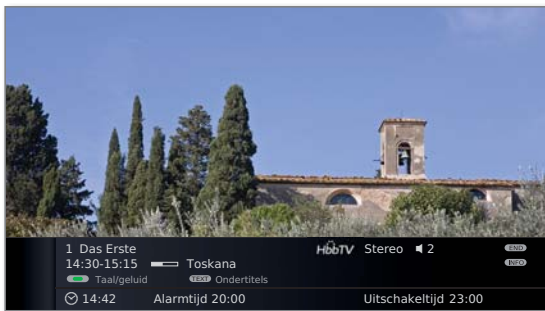 1 Das Erste HbbTV Stereo 2 END
14:30-15:15 Toskana INFO
Taal/geluid TEXT Ondertitels
14:42 Alarmtijd 20:00 Uitschakeltijd 23:00